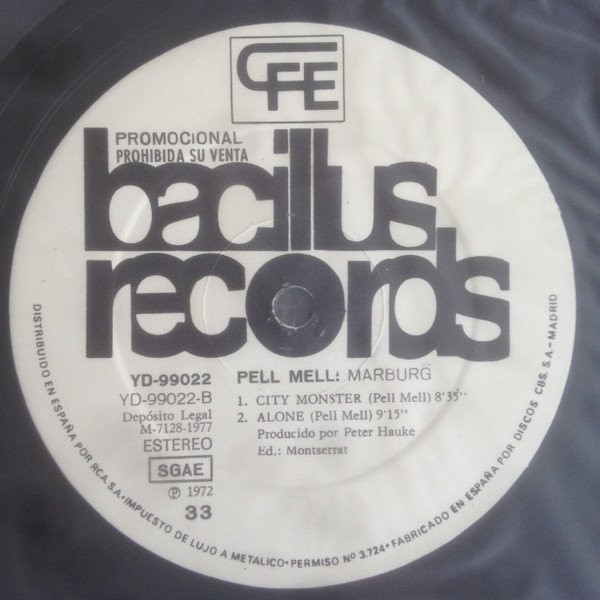 CFE
PROMOCIONAL
PROHIBIDA SU VENTA
bacillus
records
YD-99022
YD-99022-B
Depósito Legal
M-7128-1977
ESTEREO
SGAE
℗ 1972
33
PELL MELL: MARBURG
1. CITY MONSTER (Pell Mell) 8'35''
2. ALONE (Pell Mell) 9'15''
Producido por Peter Hauke
Ed.: Montserrat
DISTRIBUIDO EN ESPAÑA POR RCA.S.A.•IMPUESTO DE LUJO A METALICO•PERMISO Nº 3.724•FABRICADO EN ESPAÑA POR DISCOS CBS. S.A.-MADRID